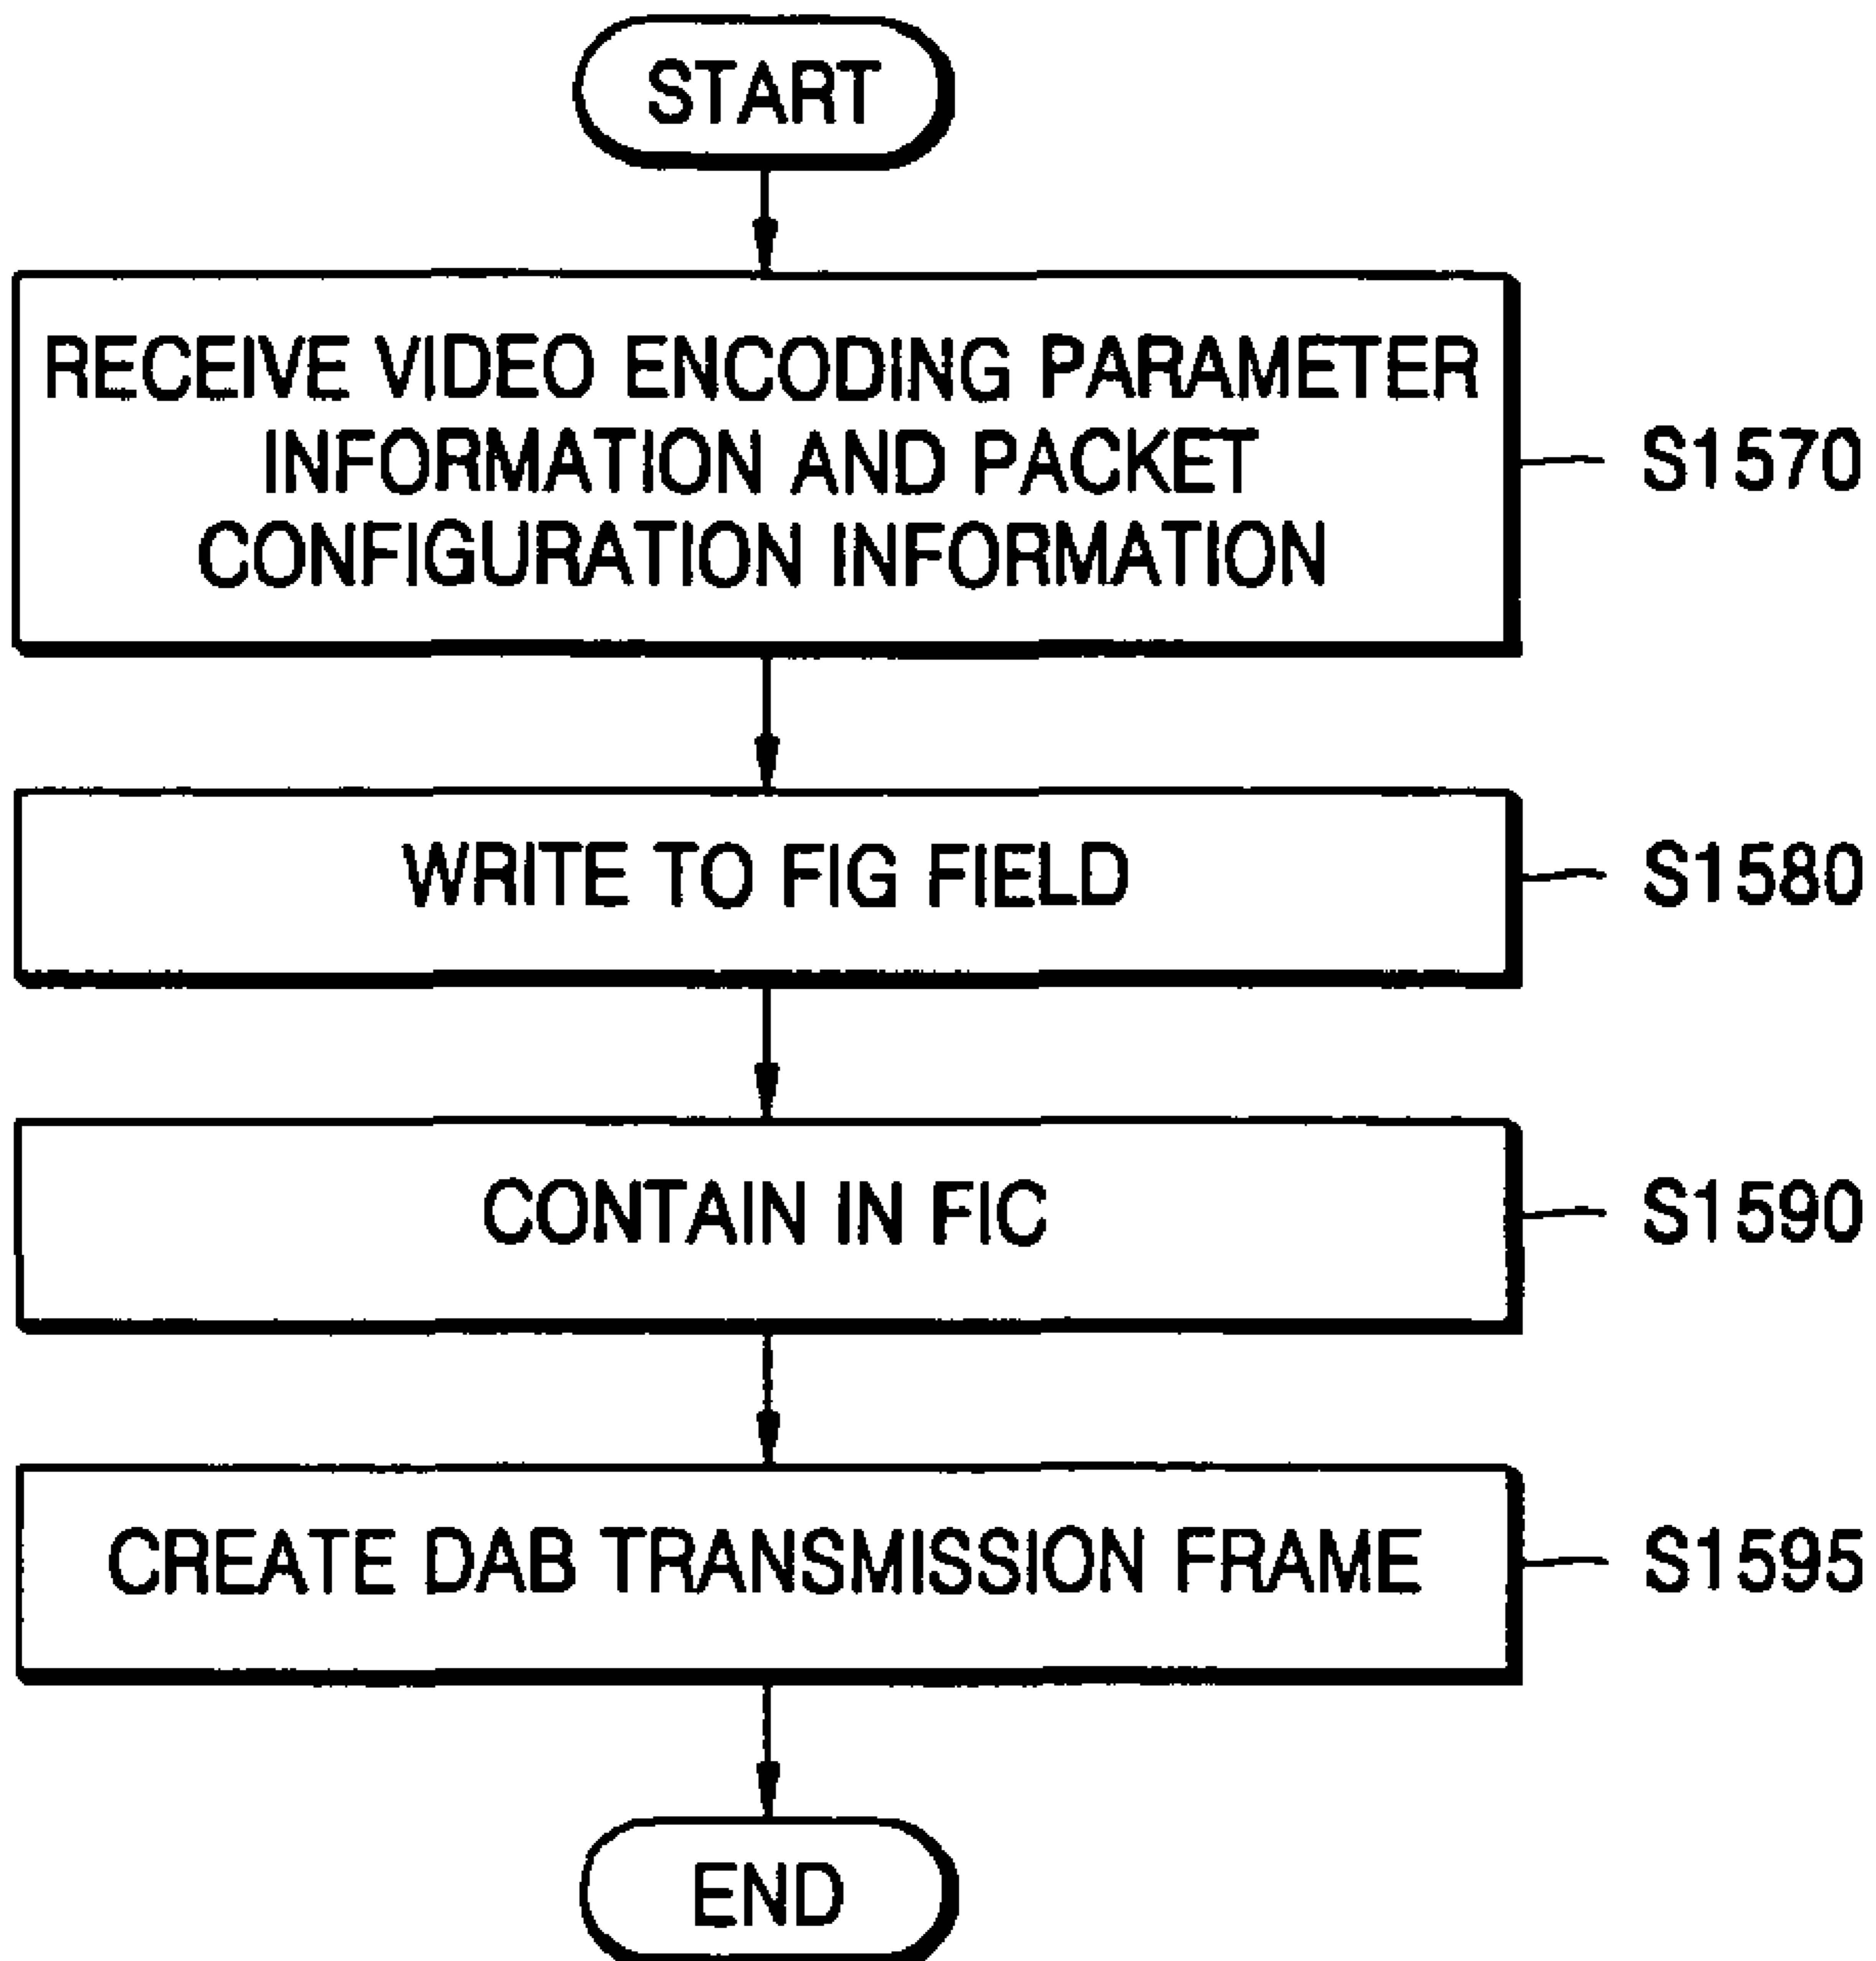 START
RECEIVE VIDEO ENCODING PARAMETER
INFORMATION AND PACKET
CONFIGURATION INFORMATION
S1570
WRITE TO FIG FIELD
S1580
CONTAIN IN FIC
S1590
CREATE DAB TRANSMISSION FRAME
S1595
END